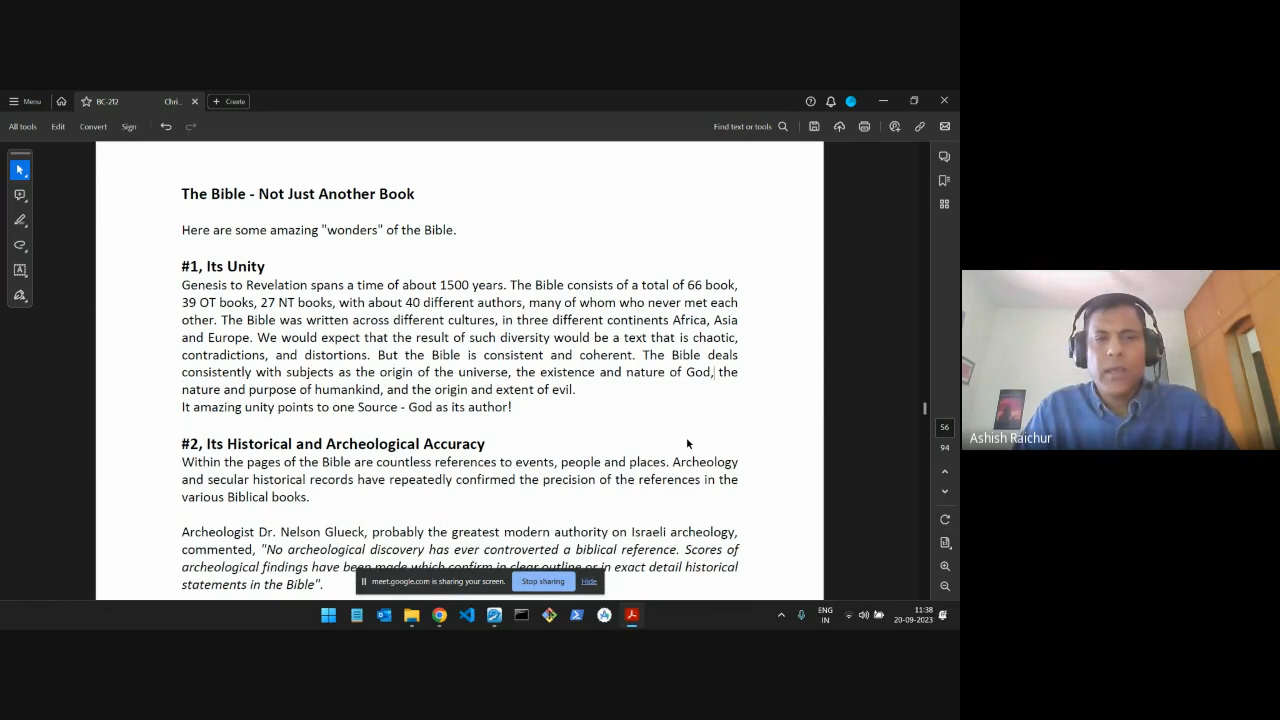 Menu
BC-212
Chri...
Create
All tools
Edit
Convert
Sign
Find text or tools
The Bible - Not Just Another Book
Here are some amazing "wonders" of the Bible.
#1, Its Unity
Genesis to Revelation spans a time of about 1500 years. The Bible consists of a total of 66 book,
39 OT books, 27 NT books, with about 40 different authors, many of whom who never met each
other. The Bible was written across different cultures, in three different continents Africa, Asia
and Europe. We would expect that the result of such diversity would be a text that is chaotic,
contradictions, and distortions. But the Bible is consistent and coherent. The Bible deals
consistently with subjects as the origin of the universe, the existence and nature of God, the
nature and purpose of humankind, and the origin and extent of evil.
It amazing unity points to one Source - God as its author!
#2, Its Historical and Archeological Accuracy
Within the pages of the Bible are countless references to events, people and places. Archeology
and secular historical records have repeatedly confirmed the precision of the references in the
various Biblical books.
Archeologist Dr. Nelson Glueck, probably the greatest modern authority on Israeli archeology,
commented, "No archeological discovery has ever controverted a biblical reference. Scores of
archeological findings have been made which confirm in clear outline or in exact detail historical
statements in the Bible".
meet.google.com is sharing your screen.
Stop sharing
Hide
56
94
Ashish Raichur
ENG
IN
11:38
20-09-2023